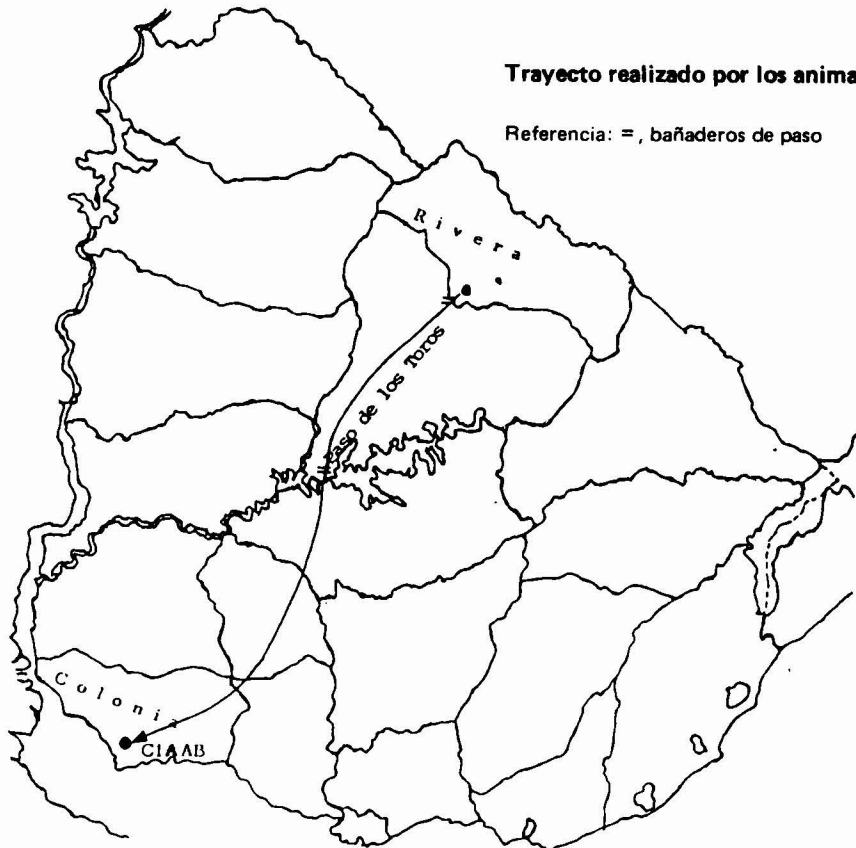 Trayecto realizado por los anima
Referencia: =, bañaderos de paso
Rivera
Paso de los Toros
Colonia
CIAAB